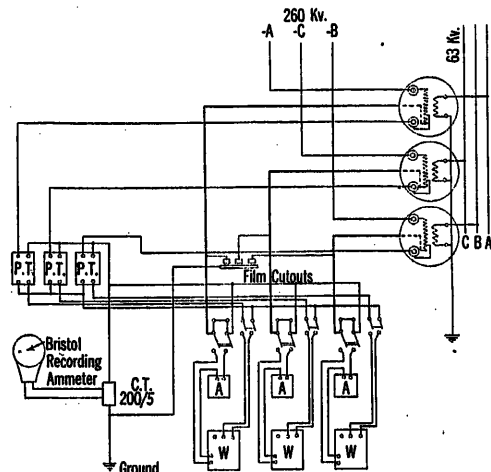 260 Kv.
-A -C -B
63 Kv.
C B A
P.T. P.T. P.T.
Film Cutouts
Bristol
Recording
Ammeter
C.T.
200/5
A A A
W W W
Ground